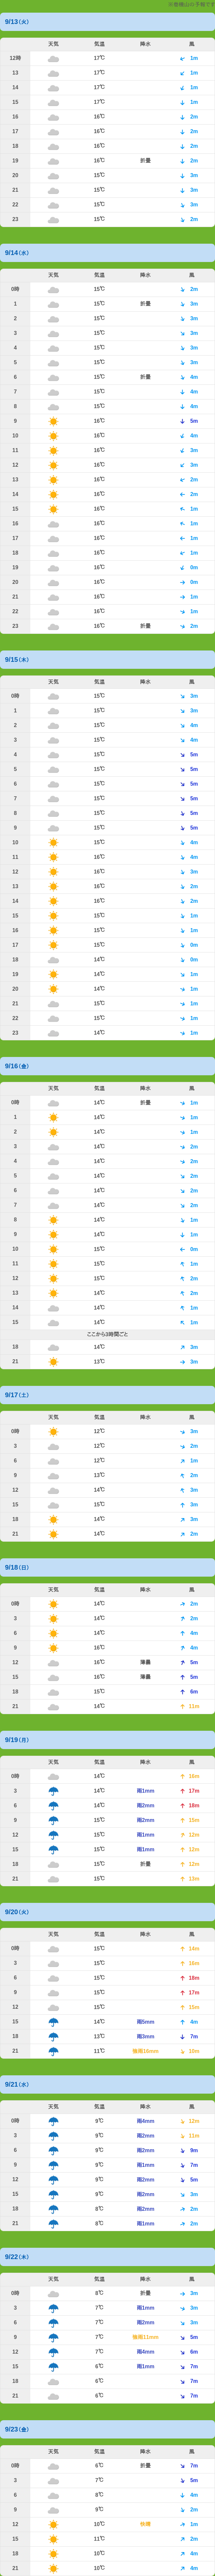 9/13(火)
天気 気温 降水 風
12時 17℃ 1m
13 17℃ 1m
14 17℃ 1m
15 17℃ 1m
16 16℃ 2m
17 16℃ 2m
18 16℃ 2m
19 16℃ 折曇 2m
20 15℃ 3m
21 15℃ 3m
22 15℃ 3m
23 15℃ 2m
9/14(水)
天気 気温 降水 風
0時 15℃ 2m
1 15℃ 折曇 3m
2 15℃ 3m
3 15℃ 3m
4 15℃ 3m
5 15℃ 3m
6 16℃ 折曇 4m
7 15℃ 4m
8 15℃ 4m
9 16℃ 5m
10 16℃ 4m
11 16℃ 3m
12 16℃ 3m
13 16℃ 2m
14 16℃ 2m
15 16℃ 1m
16 16℃ 1m
17 16℃ 1m
18 16℃ 1m
19 16℃ 0m
20 16℃ 0m
21 16℃ 1m
22 16℃ 1m
23 16℃ 折曇 2m
9/15(木)
天気 気温 降水 風
0時 15℃ 3m
1 15℃ 3m
2 15℃ 4m
3 15℃ 4m
4 15℃ 5m
5 15℃ 5m
6 15℃ 5m
7 15℃ 5m
8 15℃ 5m
9 15℃ 5m
10 15℃ 4m
11 16℃ 4m
12 16℃ 3m
13 16℃ 2m
14 16℃ 2m
15 15℃ 1m
16 15℃ 1m
17 15℃ 0m
18 14℃ 0m
19 14℃ 1m
20 14℃ 1m
21 15℃ 1m
22 15℃ 1m
23 14℃ 1m
9/16(金)
天気 気温 降水 風
0時 14℃ 折曇 1m
1 14℃ 1m
2 14℃ 1m
3 14℃ 2m
4 14℃ 2m
5 14℃ 2m
6 14℃ 2m
7 14℃ 2m
8 14℃ 1m
9 14℃ 1m
10 15℃ 0m
11 15℃ 1m
12 15℃ 2m
13 14℃ 2m
14 14℃ 1m
15 14℃ 1m
ここから3時間ごと
18 14℃ 3m
21 13℃ 3m
9/17(土)
天気 気温 降水 風
0時 12℃ 3m
3 12℃ 2m
6 12℃ 1m
9 13℃ 2m
12 14℃ 3m
15 15℃ 3m
18 14℃ 3m
21 14℃ 2m
9/18(日)
天気 気温 降水 風
0時 14℃ 2m
3 14℃ 2m
6 14℃ 4m
9 16℃ 4m
12 16℃ 薄曇 5m
15 16℃ 薄曇 5m
18 15℃ 6m
21 14℃ 11m
9/19(月)
天気 気温 降水 風
0時 14℃ 16m
3 14℃ 雨1mm 17m
6 14℃ 雨2mm 18m
9 15℃ 雨2mm 15m
12 15℃ 雨1mm 12m
15 15℃ 雨1mm 12m
18 15℃ 折曇 12m
21 15℃ 13m
9/20(火)
天気 気温 降水 風
0時 15℃ 14m
3 15℃ 16m
6 15℃ 18m
9 15℃ 17m
12 15℃ 15m
15 14℃ 雨5mm 4m
18 13℃ 雨3mm 7m
21 11℃ 強雨16mm 10m
9/21(水)
天気 気温 降水 風
0時 9℃ 雨4mm 12m
3 9℃ 雨2mm 11m
6 9℃ 雨2mm 9m
9 9℃ 雨1mm 7m
12 9℃ 雨2mm 5m
15 9℃ 雨2mm 3m
18 8℃ 雨2mm 2m
21 8℃ 雨1mm 2m
9/22(木)
天気 気温 降水 風
0時 8℃ 折曇 3m
3 7℃ 雨1mm 3m
6 7℃ 雨2mm 3m
9 7℃ 強雨11mm 5m
12 7℃ 雨4mm 6m
15 6℃ 雨1mm 7m
18 6℃ 7m
21 6℃ 7m
9/23(金)
天気 気温 降水 風
0時 6℃ 折曇 7m
3 7℃ 5m
6 8℃ 4m
9 9℃ 2m
12 10℃ 1m
15 11℃ 2m
18 10℃ 4m
21 10℃ 4m